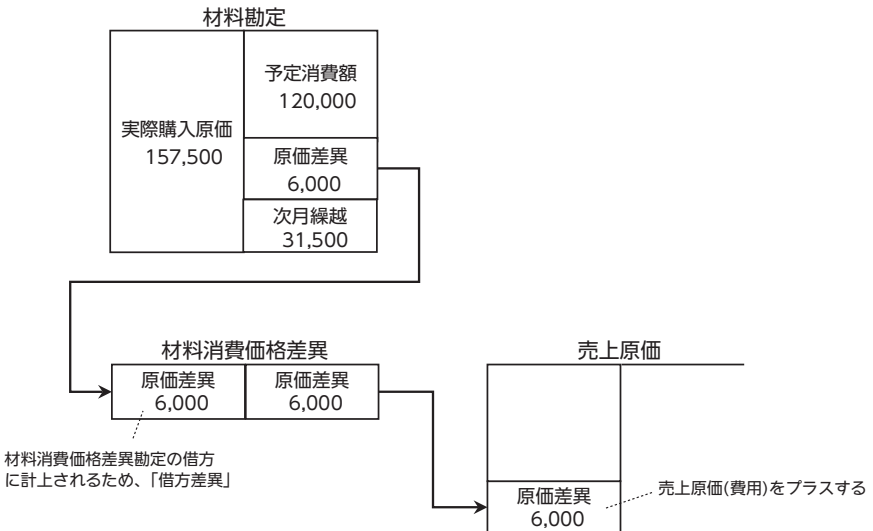 材料勘定
予定消費額
120,000
実際購入原価
157,500
原価差異
6,000
次月繰越
31,500
材料消費価格差異
売上原価
原価差異
6,000
原価差異
6,000
材料消費価格差異勘定の借方
に計上されるため、「借方差異」
原価差異
6,000
売上原価(費用)をプラスする